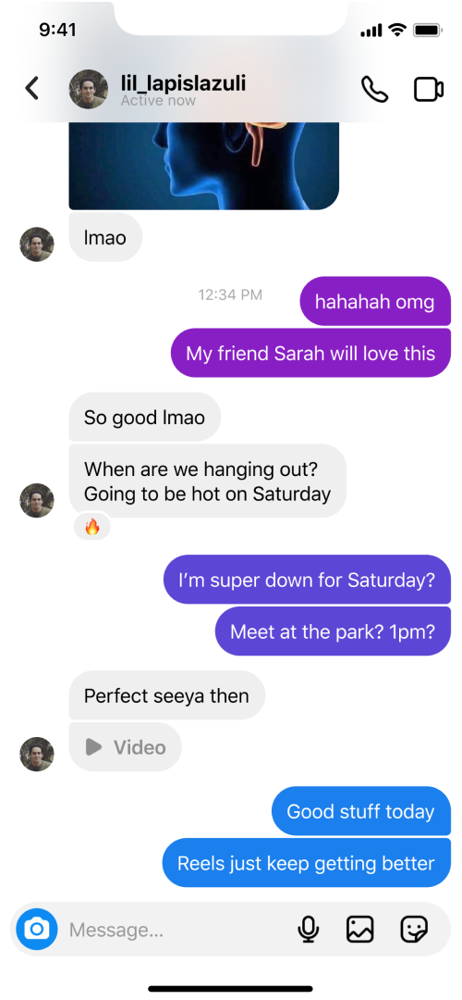 9:41
lil_lapislazuli
Active now
lmao
12:34 PM
hahahah omg
My friend Sarah will love this
So good lmao
When are we hanging out?
Going to be hot on Saturday
🔥
I’m super down for Saturday?
Meet at the park? 1pm?
Perfect seeya then
Video
Good stuff today
Reels just keep getting better
Message...